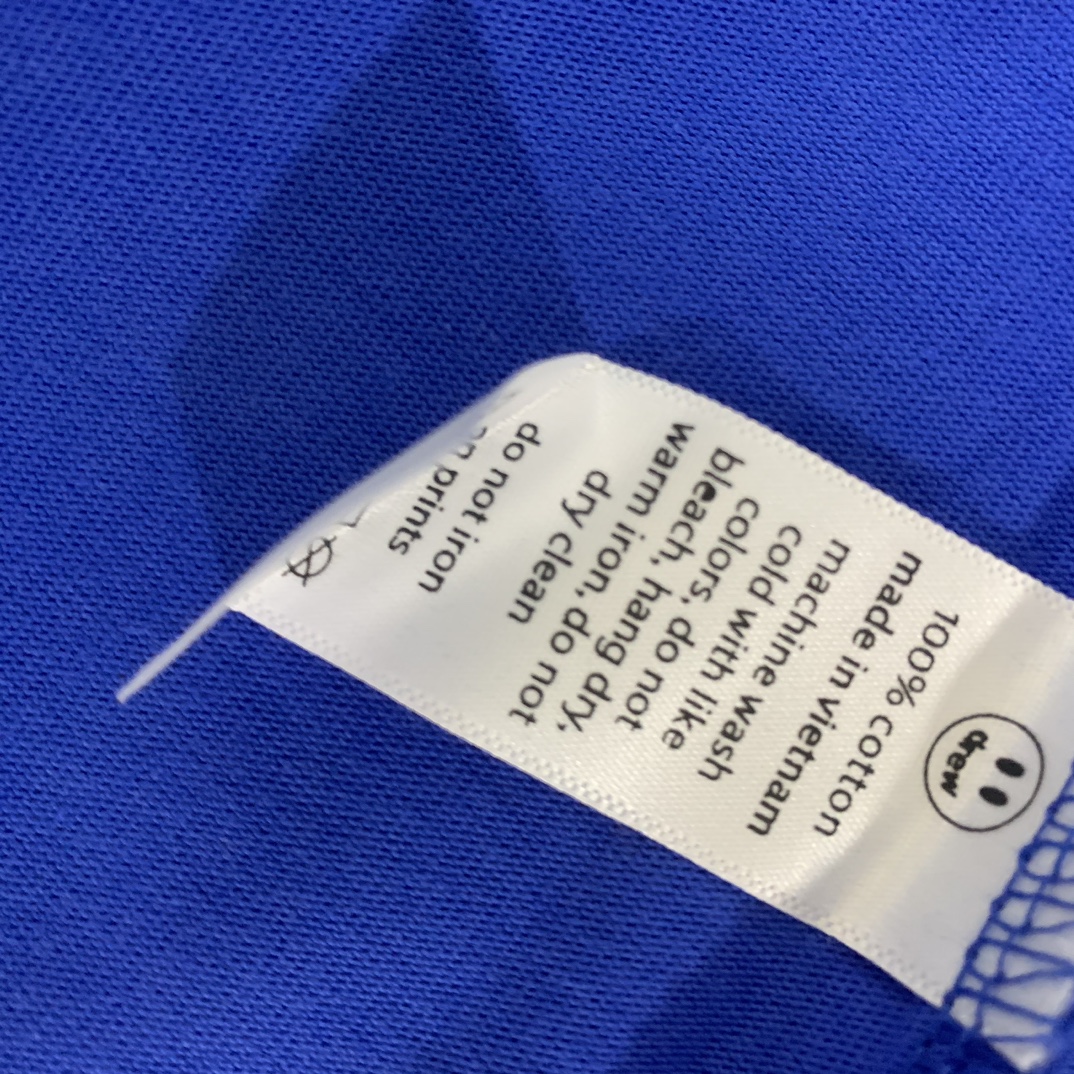 drew
100% cotton
made in vietnam
machine wash
cold with like
colors, do not
bleach, hang dry,
warm iron, do not
dry clean
do not iron
on prints